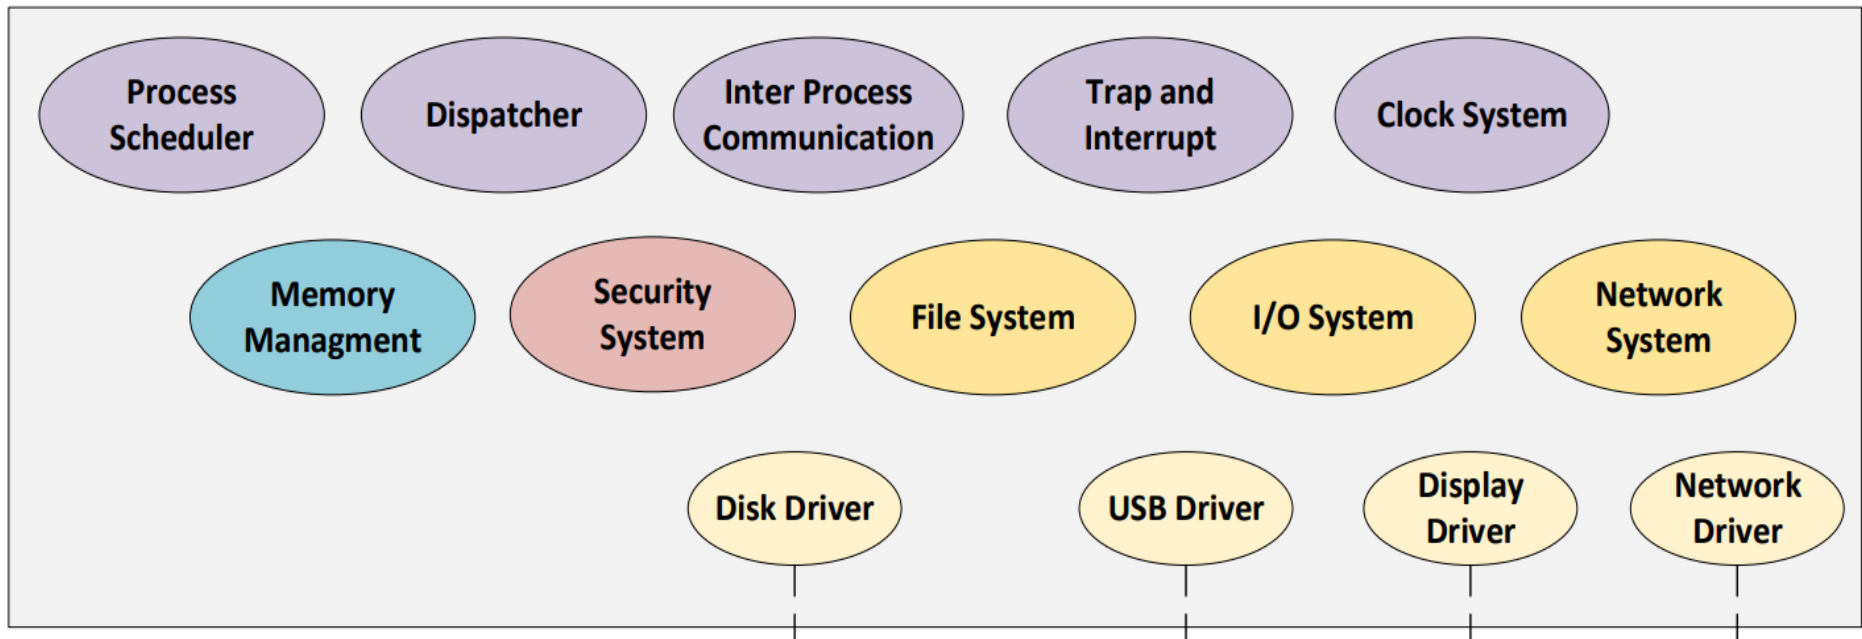 Process
Scheduler
Dispatcher
Inter Process
Communication
Trap and
Interrupt
Clock System
Memory
Managment
Security
System
File System
I/O System
Network
System
Disk Driver
USB Driver
Display
Driver
Network
Driver